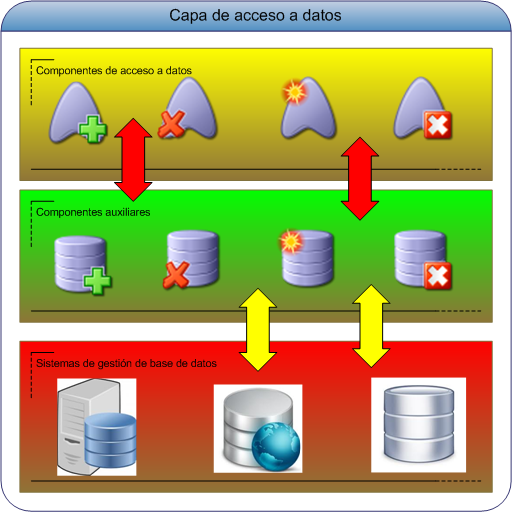 Capa de acceso a datos
Componentes de acceso a datos
Componentes auxiliares
Sistemas de gestión de base de datos